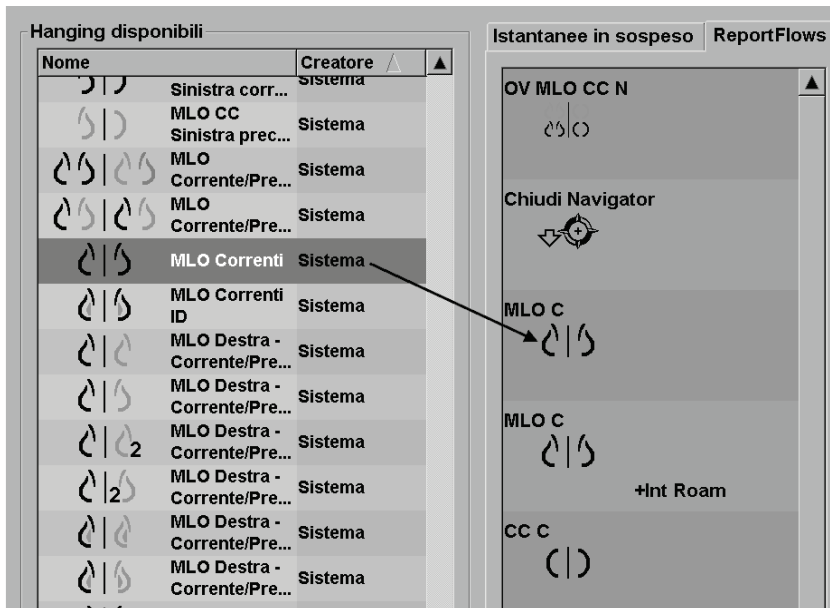 Hanging disponibili
Nome Creatore
Sinistra corr... Sistema
MLO CC
Sinistra prec... Sistema
MLO
Corrente/Pre... Sistema
MLO
Corrente/Pre... Sistema
MLO Correnti Sistema
MLO Correnti
ID Sistema
MLO Destra -
Corrente/Pre... Sistema
MLO Destra -
Corrente/Pre... Sistema
2
MLO Destra -
Corrente/Pre... Sistema
2
MLO Destra -
Corrente/Pre... Sistema
MLO Destra -
Corrente/Pre... Sistema
MLO Destra -
Corrente/Pre... Sistema
Istantanee in sospeso ReportFlows
OV MLO CC N
Chiudi Navigator
MLO C
MLO C
+Int Roam
CC C